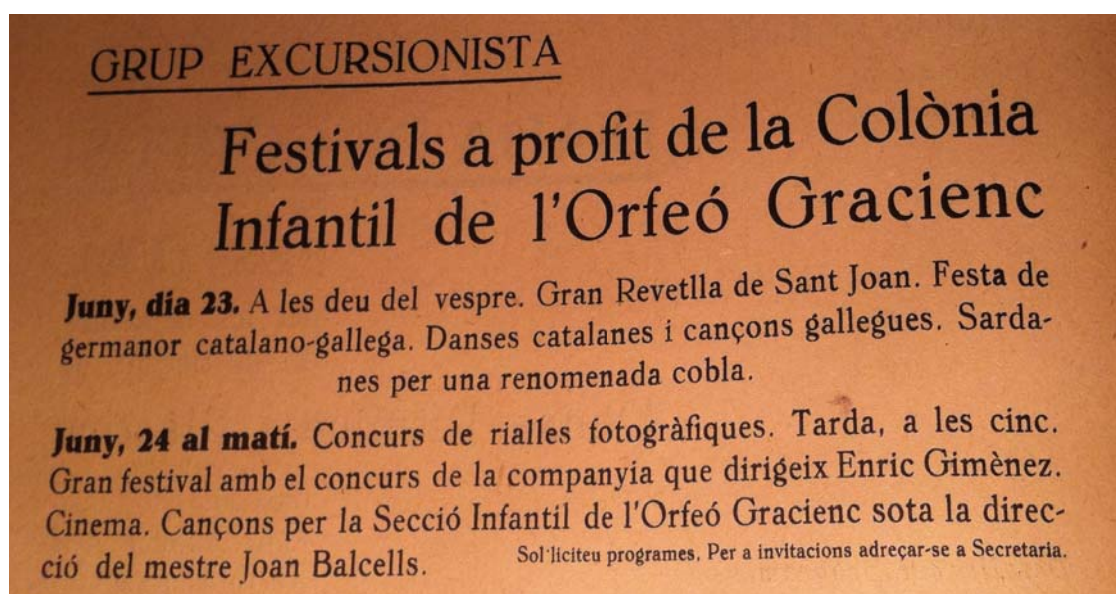 GRUP EXCURSIONISTA
Festivals a profit de la Colònia
Infantil de l'Orfeó Gracienc
Juny, dia 23. A les deu del vespre. Gran Revetlla de Sant Joan. Festa de
germanor catalano-gallega. Danses catalanes i cançons gallegues. Sarda-
nes per una renomenada cobla.
Juny, 24 al matí. Concurs de rialles fotogràfiques. Tarda, a les cinc.
Gran festival amb el concurs de la companyia que dirigeix Enric Gimènez.
Cinema. Cançons per la Secció Infantil de l'Orfeó Gracienc sota la direc-
ció del mestre Joan Balcells. Sol·liciteu programes. Per a invitacions adreçar-se a Secretaria.